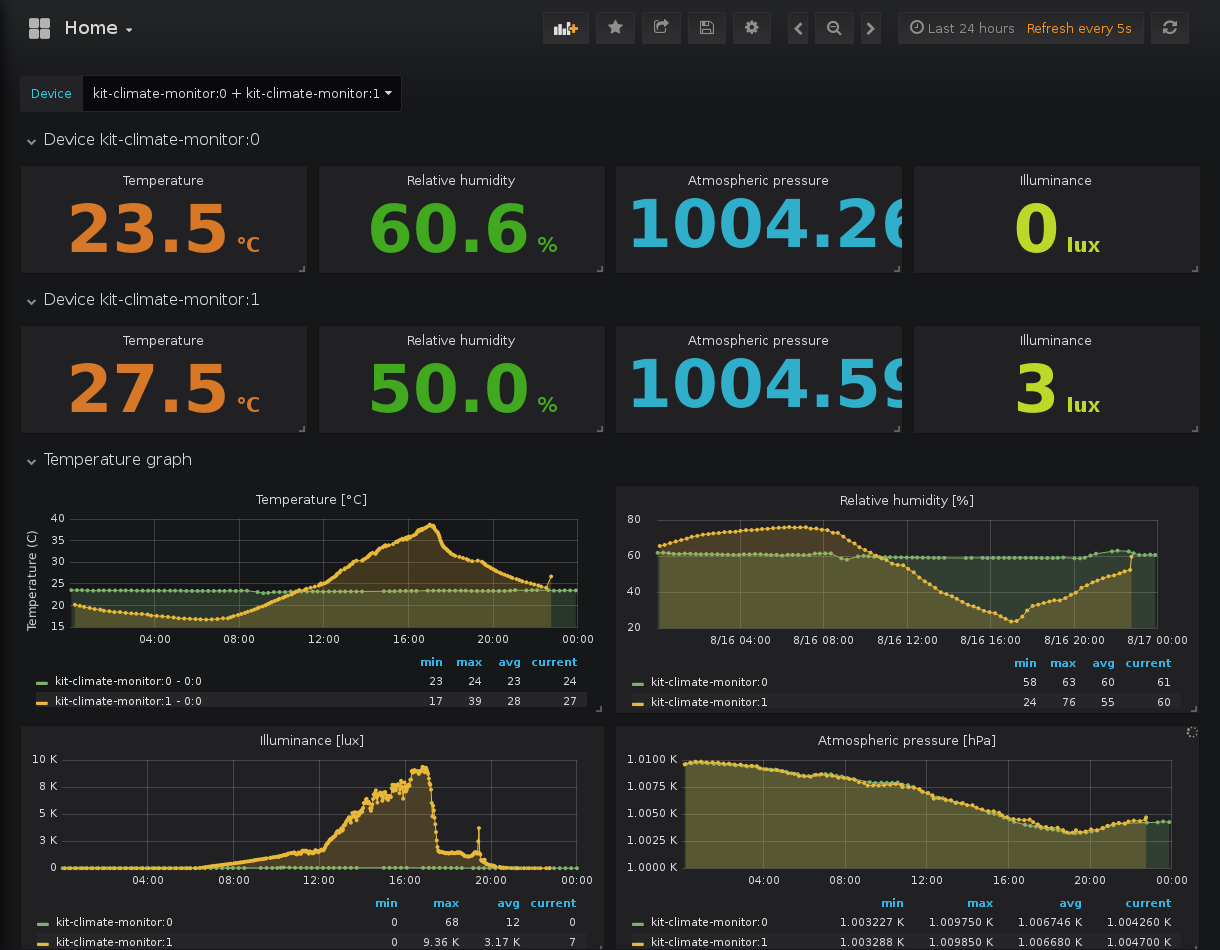 Home
Last 24 hours Refresh every 5s
Device kit-climate-monitor:0 + kit-climate-monitor:1
Device kit-climate-monitor:0
Temperature Relative humidity Atmospheric pressure Illuminance
23.5 °C 60.6 % 1004.26 0 lux
Device kit-climate-monitor:1
Temperature Relative humidity Atmospheric pressure Illuminance
27.5 °C 50.0 % 1004.59 3 lux
Temperature graph
Temperature [°C]
Temperature (C)
40
35
30
25
20
15
04:00 08:00 12:00 16:00 20:00 00:00
min max avg current
kit-climate-monitor:0 - 0:0 23 24 23 24
kit-climate-monitor:1 - 0:0 17 39 28 27
Relative humidity [%]
80
60
40
20
8/16 04:00 8/16 08:00 8/16 12:00 8/16 16:00 8/16 20:00 8/17 00:00
min max avg current
kit-climate-monitor:0 58 63 60 61
kit-climate-monitor:1 24 76 55 60
Illuminance [lux]
10 K
8 K
5 K
3 K
0
04:00 08:00 12:00 16:00 20:00 00:00
min max avg current
kit-climate-monitor:0 0 68 12 0
kit-climate-monitor:1 0 9.36 K 3.17 K 7
Atmospheric pressure [hPa]
1.0100 K
1.0075 K
1.0050 K
1.0025 K
1.0000 K
04:00 08:00 12:00 16:00 20:00 00:00
min max avg current
kit-climate-monitor:0 1.003227 K 1.009750 K 1.006746 K 1.004260 K
kit-climate-monitor:1 1.003288 K 1.009850 K 1.006680 K 1.004700 K